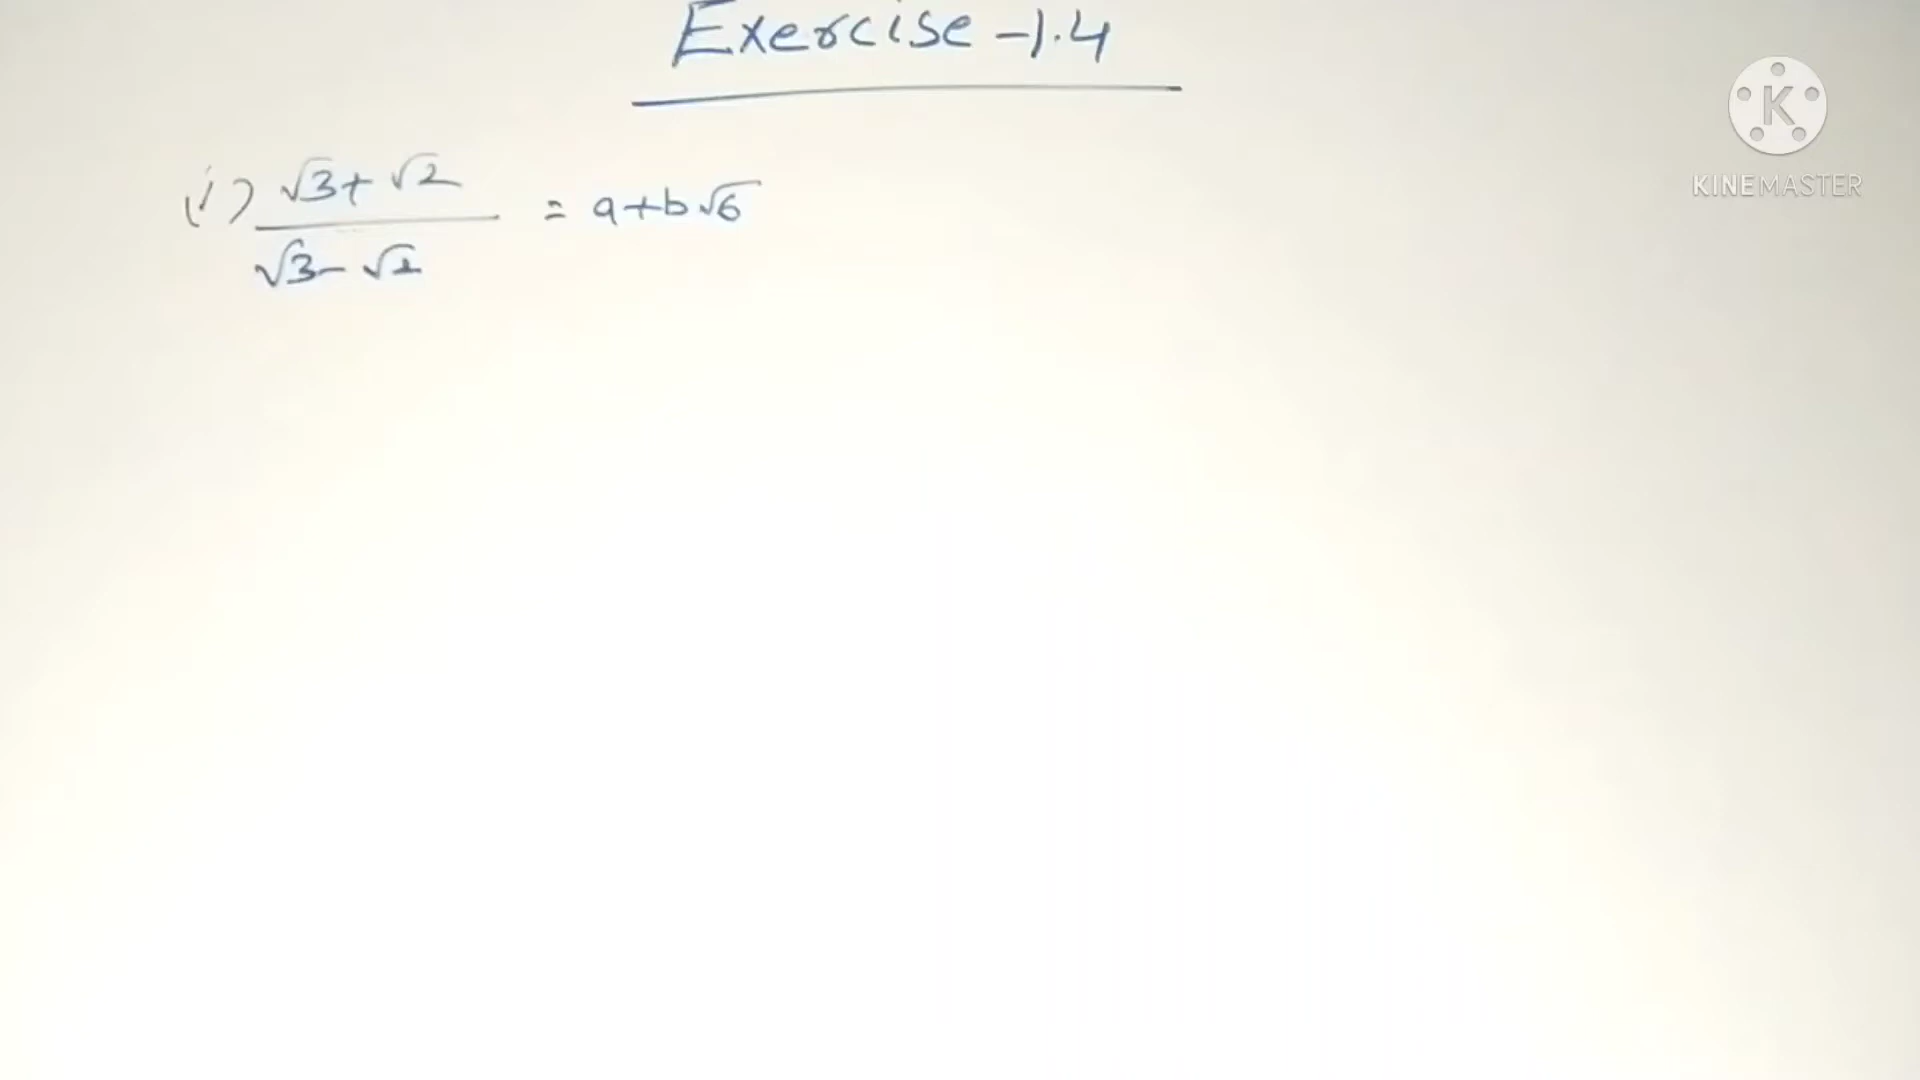 Exercise - 1.4
(i) √3+√2 / √3-√2 = a+b√6
K
KINEMASTER